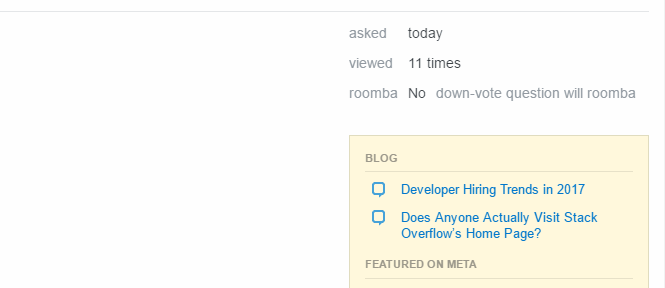 asked today
viewed 11 times
roomba No down-vote question will roomba
BLOG
Developer Hiring Trends in 2017
Does Anyone Actually Visit Stack
Overflow’s Home Page?
FEATURED ON META